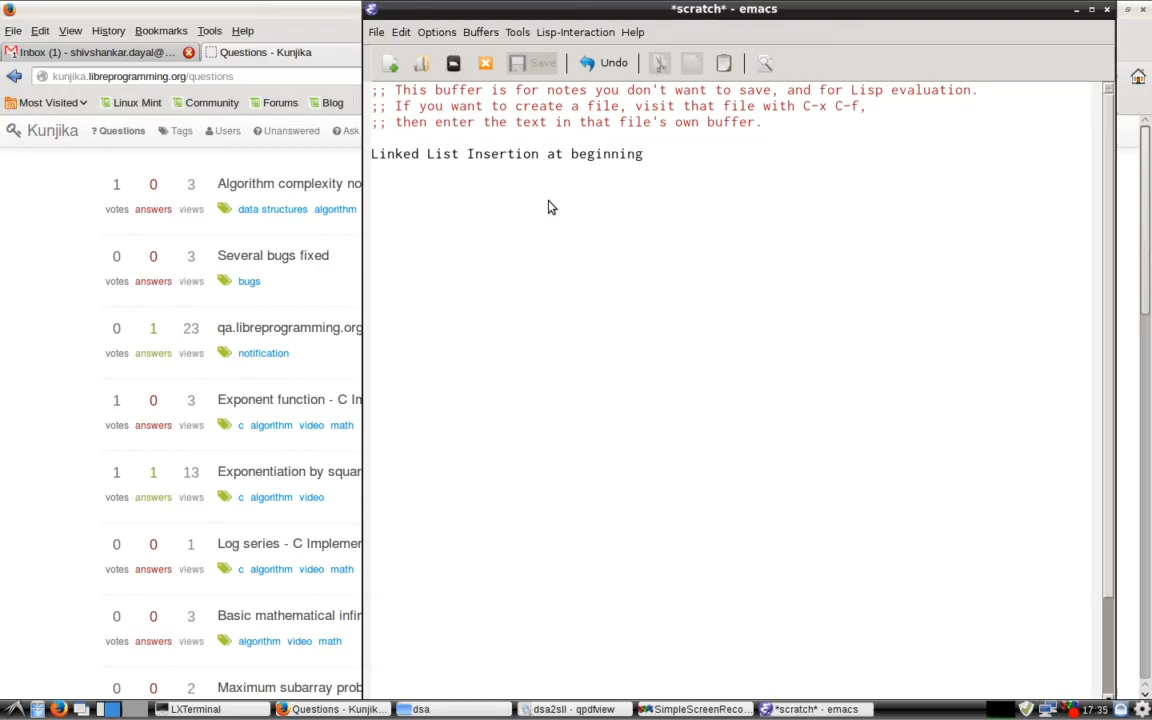 *scratch* - emacs
File Edit View History Bookmarks Tools Help
File Edit Options Buffers Tools Lisp-Interaction Help
Inbox (1) - shivshankar.dayal@ ...
Questions - Kunjika
Save
Undo
kunjika.libreprogramming.org/questions
Most Visited
Linux Mint
Community
Forums
Blog
Kunjika
? Questions
Tags
Users
Unanswered
Ask
;; This buffer is for notes you don't want to save, and for Lisp evaluation.
;; If you want to create a file, visit that file with C-x C-f,
;; then enter the text in that file's own buffer.
Linked List Insertion at beginning
1 0 3 Algorithm complexity no
votes answers views data structures algorithm
0 0 3 Several bugs fixed
votes answers views bugs
0 1 23 qa.libreprogramming.org
votes answers views notification
1 0 3 Exponent function - C In
votes answers views c algorithm video math
1 1 13 Exponentiation by squar
votes answers views c algorithm video
0 0 1 Log series - C Implemen
votes answers views c algorithm video math
0 0 3 Basic mathematical infin
votes answers views algorithm video math
0 0 2 Maximum subarray prob
LXTerminal
Questions - Kunjik...
dsa
dsa2sll - qpdfview
SimpleScreenReco...
*scratch* - emacs
17:35